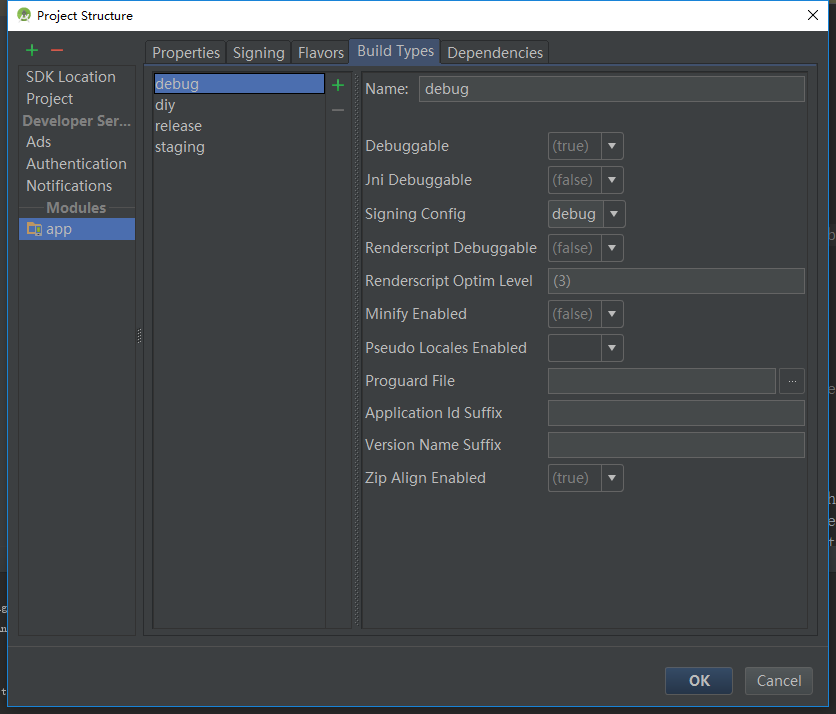 Project Structure
Properties Signing Flavors Build Types Dependencies
SDK Location
Project
Developer Ser...
Ads
Authentication
Notifications
Modules
app
debug
diy
release
staging
Name: debug
Debuggable (true)
Jni Debuggable (false)
Signing Config debug
Renderscript Debuggable (false)
Renderscript Optim Level (3)
Minify Enabled (false)
Pseudo Locales Enabled
Proguard File ...
Application Id Suffix
Version Name Suffix
Zip Align Enabled (true)
OK Cancel